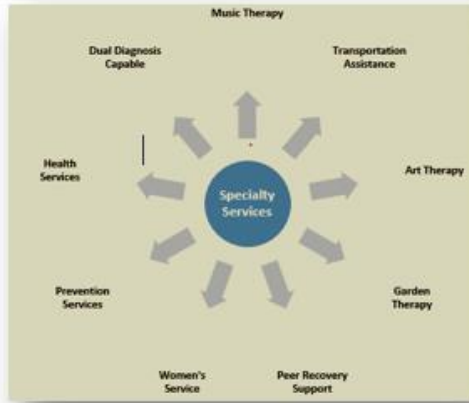 Music Therapy
Dual Diagnosis
Capable
Transportation
Assistance
Health
Services
Specialty
Services
Art Therapy
Prevention
Services
Garden
Therapy
Women's
Service
Peer Recovery
Support